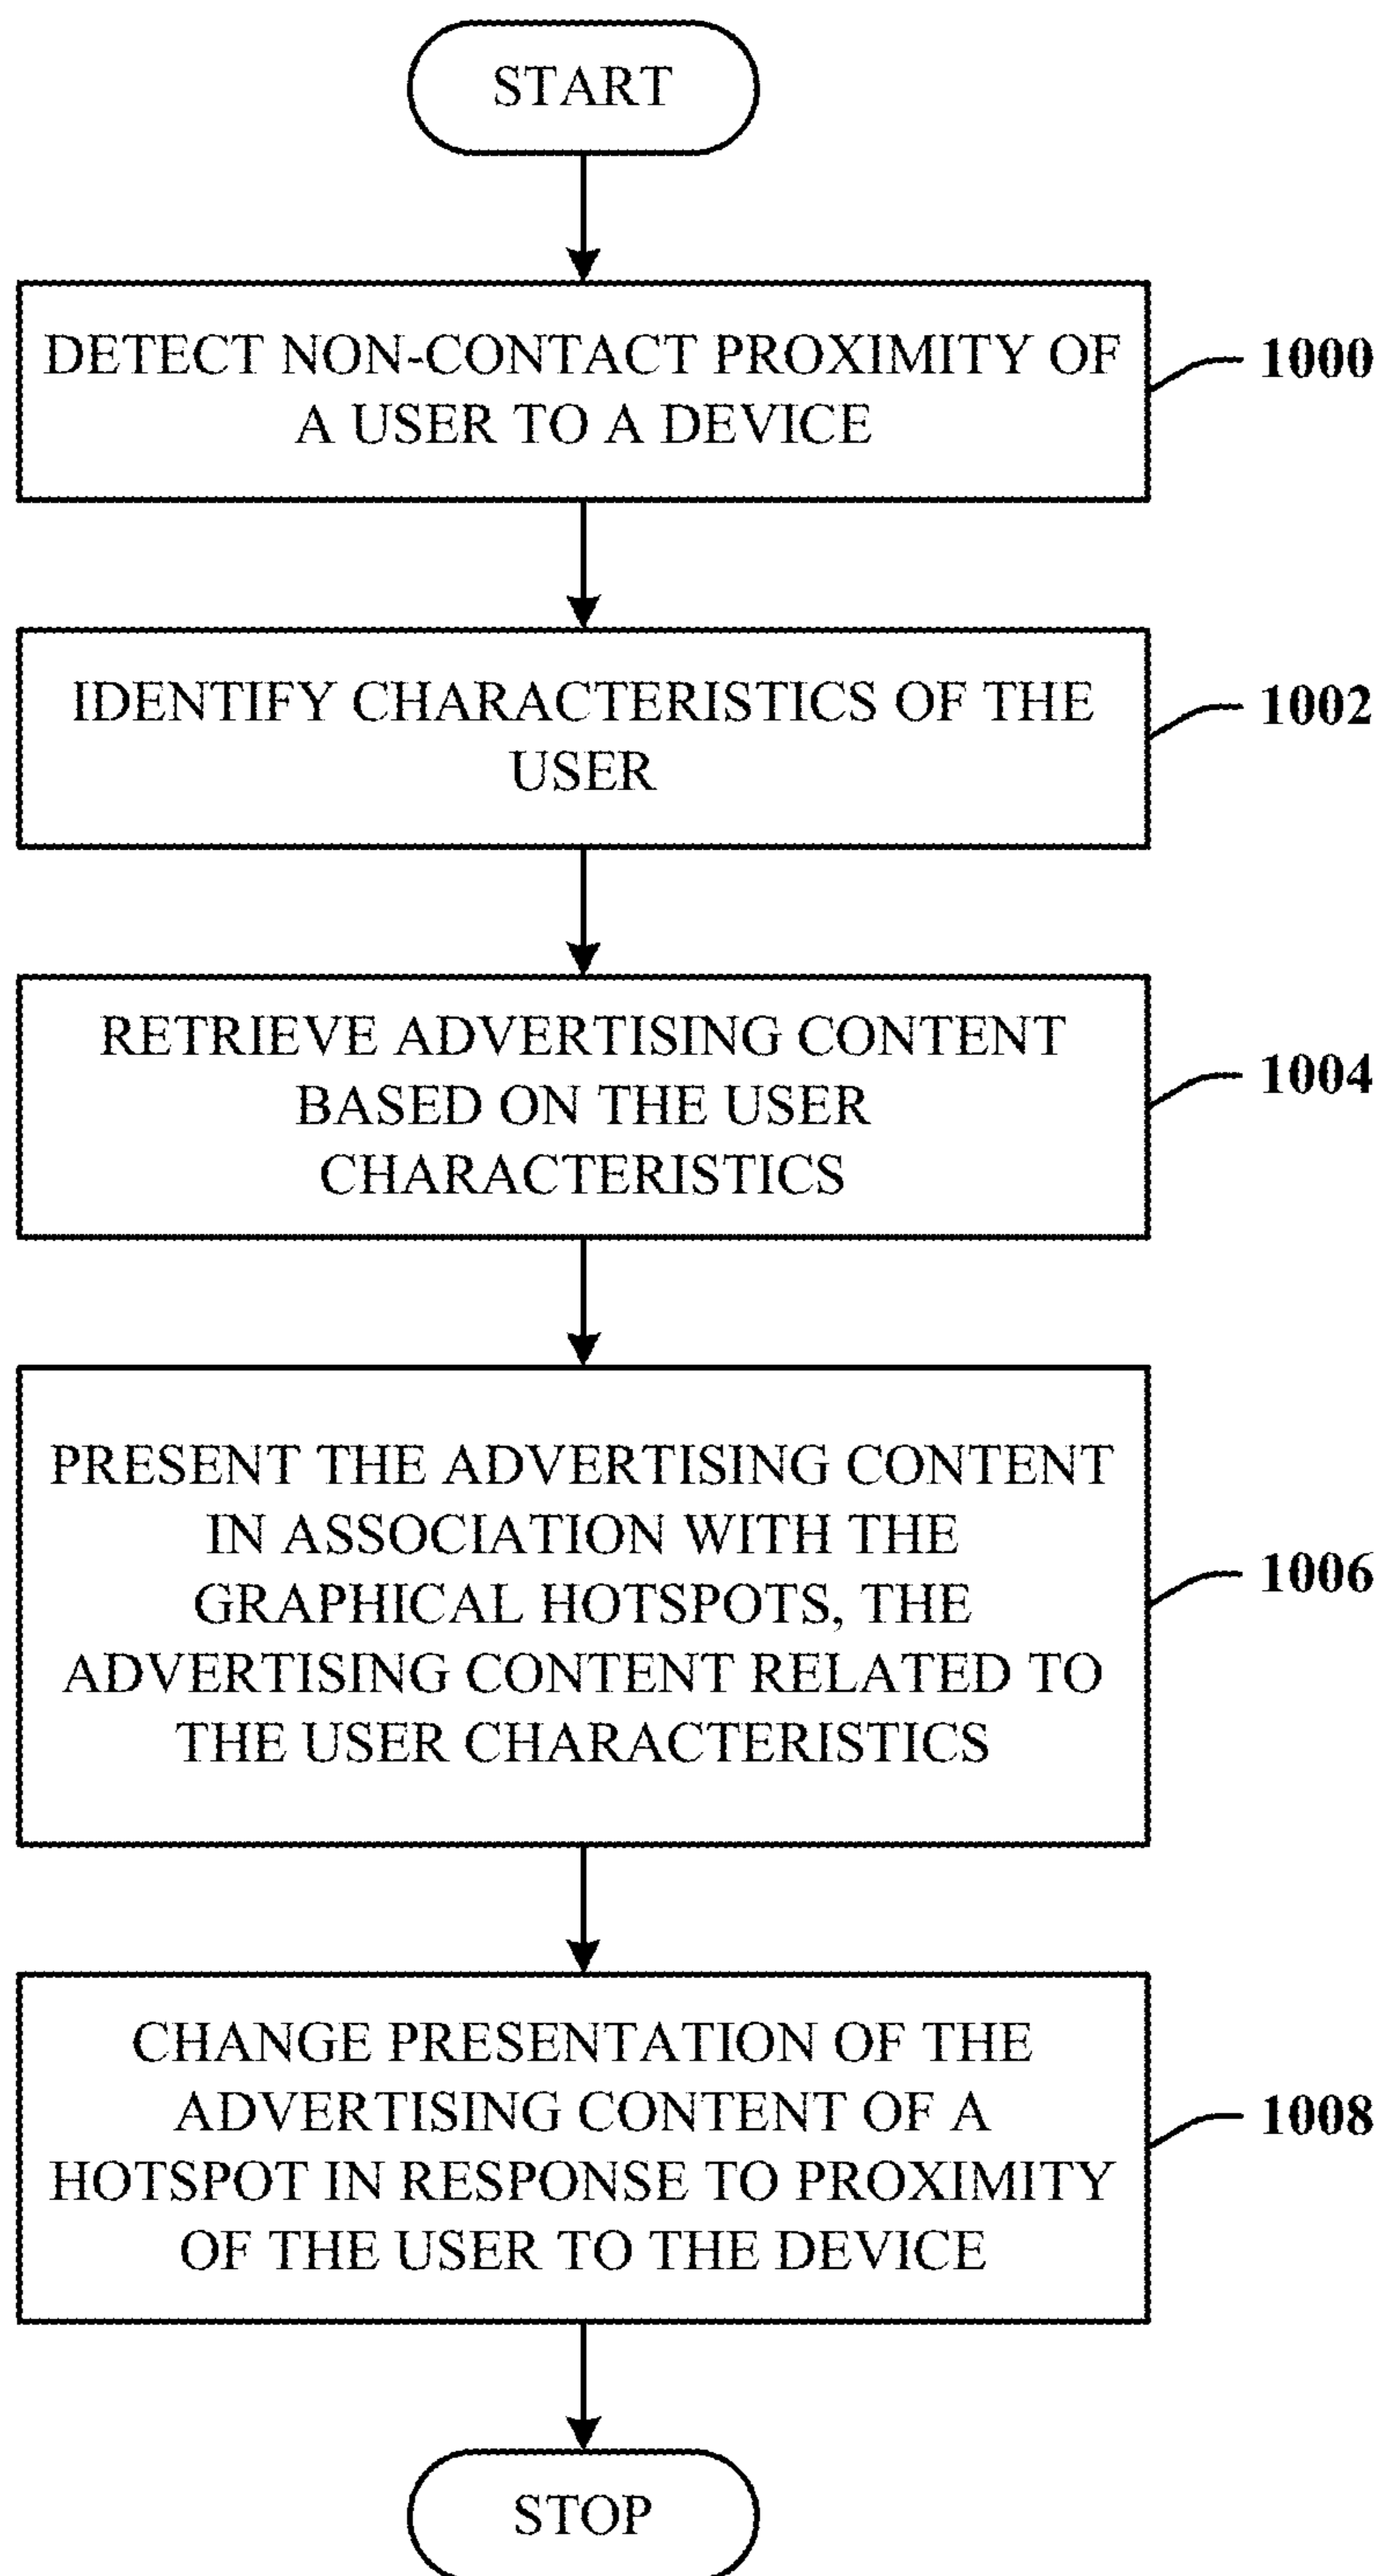 START
DETECT NON-CONTACT PROXIMITY OF
A USER TO A DEVICE
1000
IDENTIFY CHARACTERISTICS OF THE
USER
1002
RETRIEVE ADVERTISING CONTENT
BASED ON THE USER
CHARACTERISTICS
1004
PRESENT THE ADVERTISING CONTENT
IN ASSOCIATION WITH THE
GRAPHICAL HOTSPOTS, THE
ADVERTISING CONTENT RELATED TO
THE USER CHARACTERISTICS
1006
CHANGE PRESENTATION OF THE
ADVERTISING CONTENT OF A
HOTSPOT IN RESPONSE TO PROXIMITY
OF THE USER TO THE DEVICE
1008
STOP